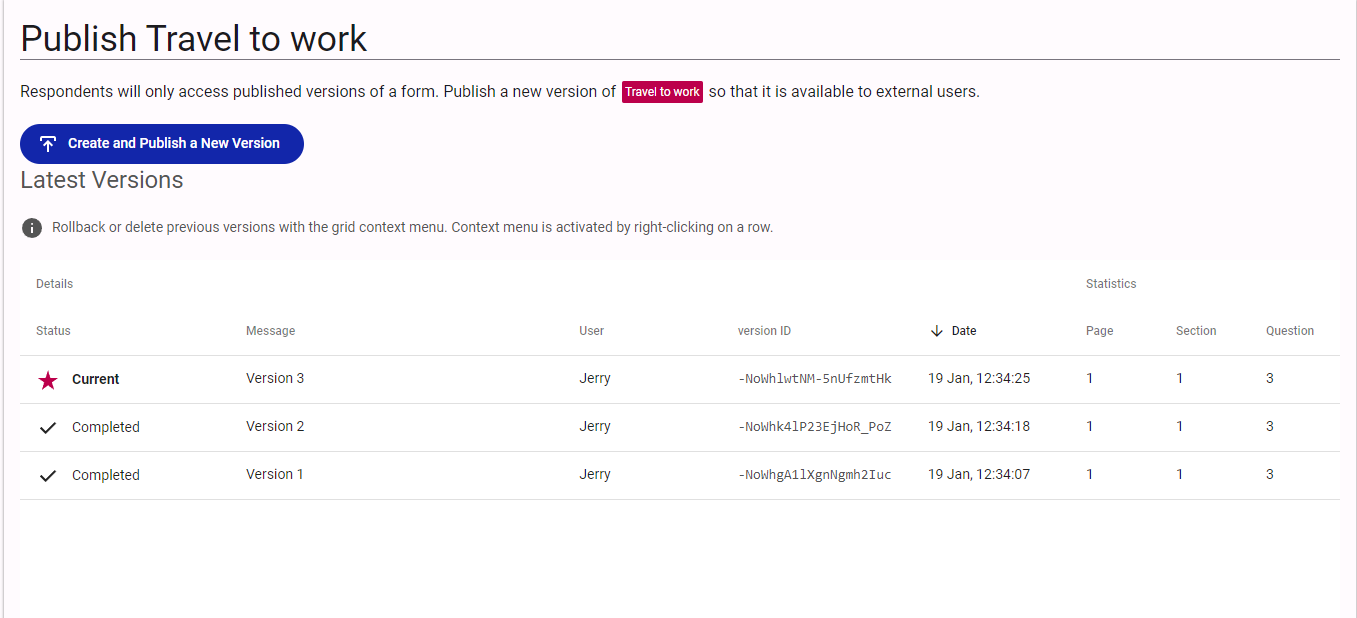 Publish Travel to work
Respondents will only access published versions of a form. Publish a new version of Travel to work so that it is available to external users.
Create and Publish a New Version
Latest Versions
Rollback or delete previous versions with the grid context menu. Context menu is activated by right-clicking on a row.
Details Statistics
Status Message User version ID Date Page Section Question
Current Version 3 Jerry -NoWhlwtNM-5nUfzmtHk 19 Jan, 12:34:25 1 1 3
Completed Version 2 Jerry -NoWhk4lP23EjHoR_PoZ 19 Jan, 12:34:18 1 1 3
Completed Version 1 Jerry -NoWhgA1lXgnNgmh2Iuc 19 Jan, 12:34:07 1 1 3